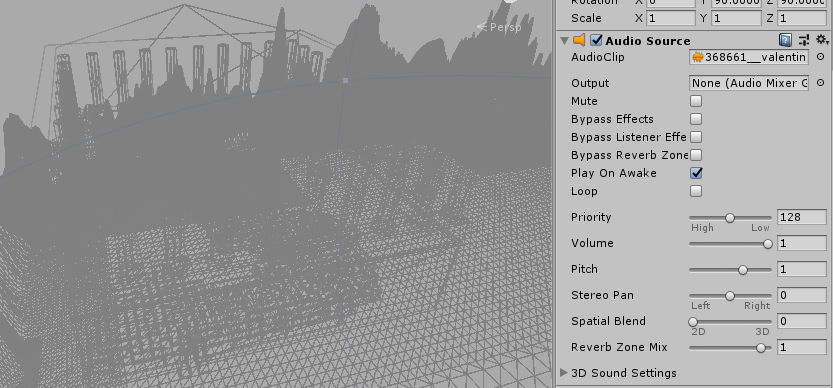 Rotation X 0 Y 90.0000 Z 90.0000
Scale X 1 Y 1 Z 1
Persp
Audio Source
AudioClip 368661__valentin
Output None (Audio Mixer G
Mute
Bypass Effects
Bypass Listener Effe
Bypass Reverb Zone
Play On Awake
Loop
Priority 128
High Low
Volume 1
Pitch 1
Stereo Pan 0
Left Right
Spatial Blend 0
2D 3D
Reverb Zone Mix 1
3D Sound Settings